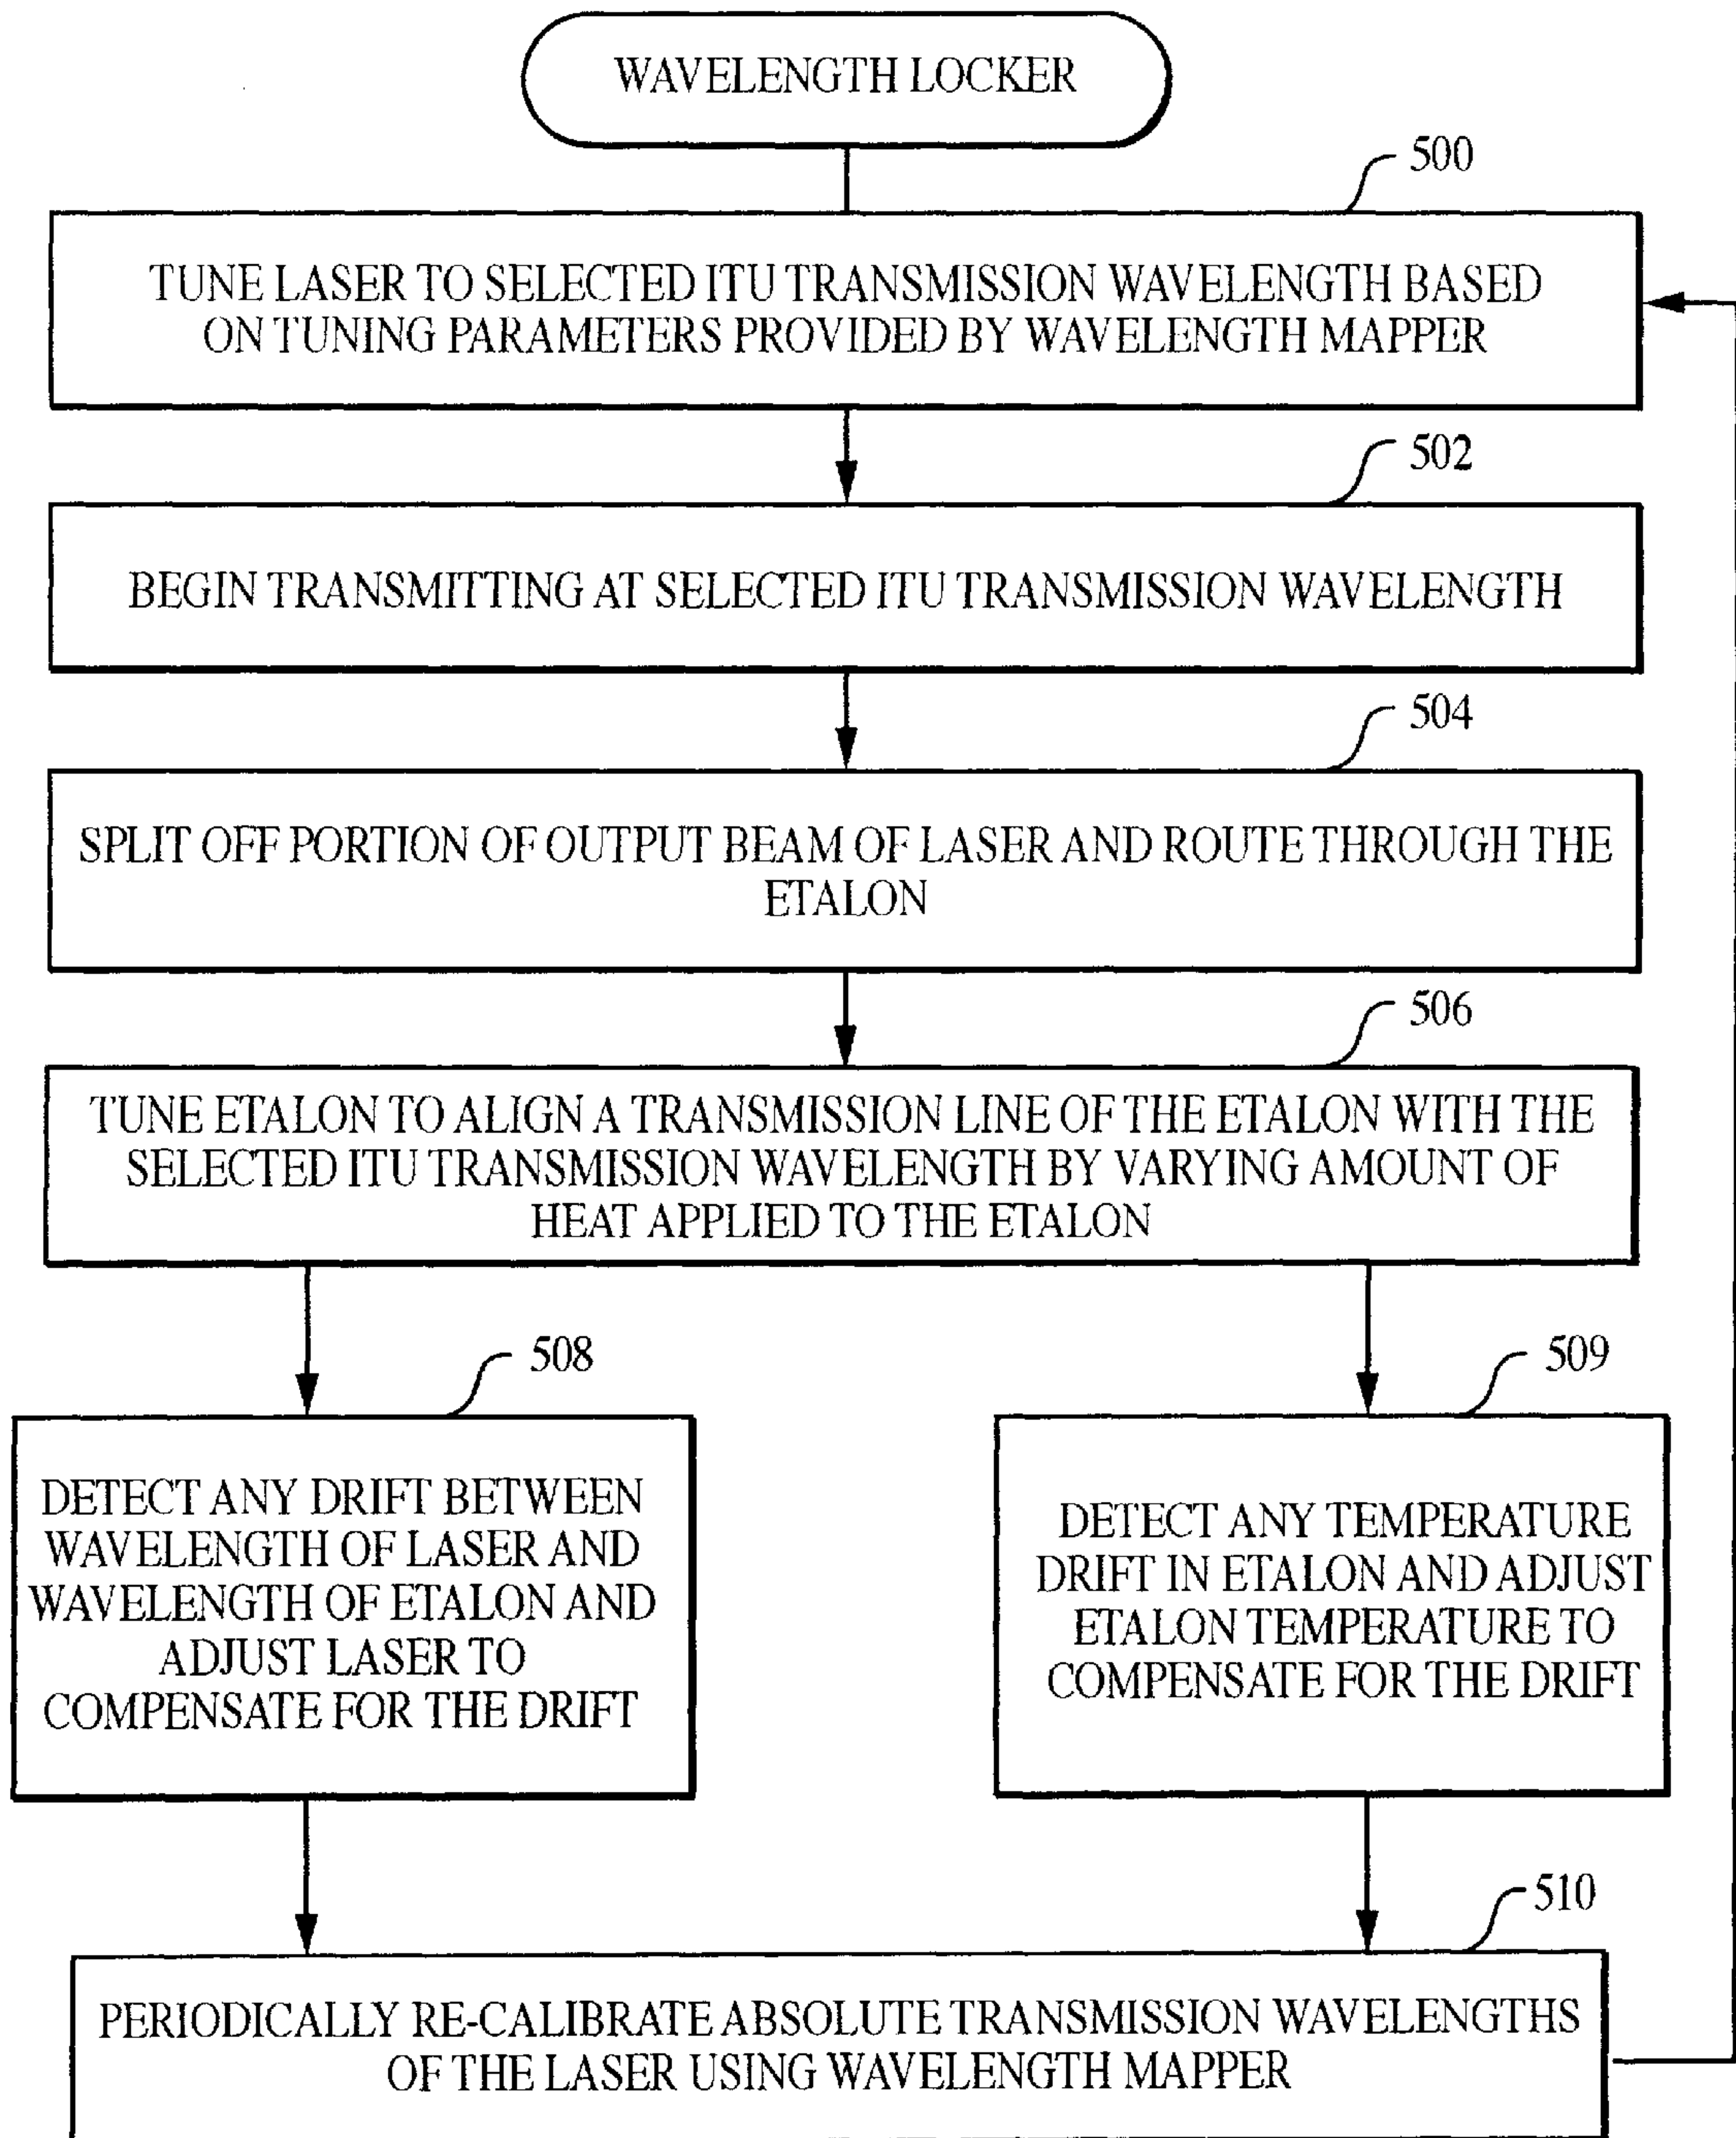 WAVELENGTH LOCKER
500
TUNE LASER TO SELECTED ITU TRANSMISSION WAVELENGTH BASED
ON TUNING PARAMETERS PROVIDED BY WAVELENGTH MAPPER
502
BEGIN TRANSMITTING AT SELECTED ITU TRANSMISSION WAVELENGTH
504
SPLIT OFF PORTION OF OUTPUT BEAM OF LASER AND ROUTE THROUGH THE
ETALON
506
TUNE ETALON TO ALIGN A TRANSMISSION LINE OF THE ETALON WITH THE
SELECTED ITU TRANSMISSION WAVELENGTH BY VARYING AMOUNT OF
HEAT APPLIED TO THE ETALON
508
DETECT ANY DRIFT BETWEEN
WAVELENGTH OF LASER AND
WAVELENGTH OF ETALON AND
ADJUST LASER TO
COMPENSATE FOR THE DRIFT
509
DETECT ANY TEMPERATURE
DRIFT IN ETALON AND ADJUST
ETALON TEMPERATURE TO
COMPENSATE FOR THE DRIFT
510
PERIODICALLY RE-CALIBRATE ABSOLUTE TRANSMISSION WAVELENGTHS
OF THE LASER USING WAVELENGTH MAPPER